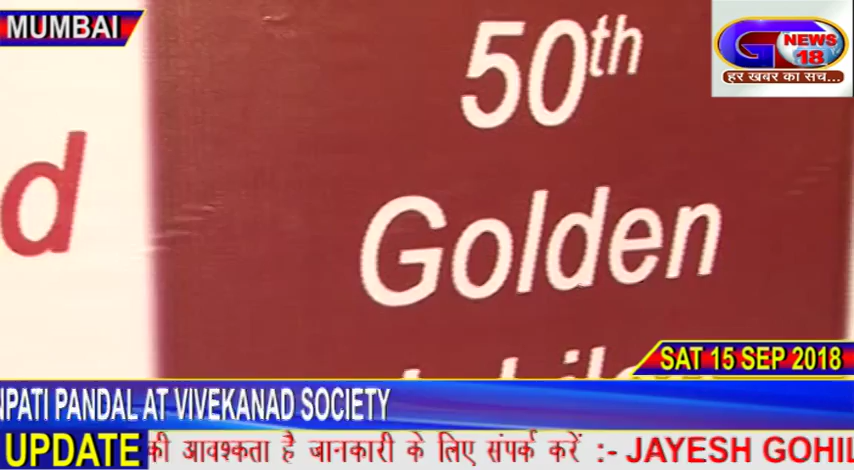 MUMBAI
50th
Golden
d
G NEWS 18
हर खबर का सच...
SAT 15 SEP 2018
NPATI PANDAL AT VIVEKANAD SOCIETY
UPDATE
की आवश्कता है जानकारी के लिए संपर्क करें :- JAYESH GOHIL